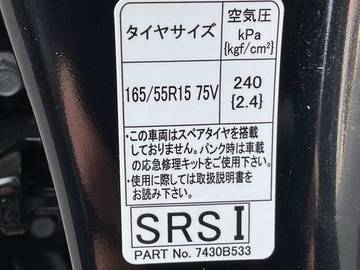 タイヤサイズ 空気圧
kPa
{kgf/cm²}
165/55R15 75V 240
{2.4}
・この車両はスペアタイヤを搭載
しておりません。パンク時は車載
の応急修理キットをご使用ください。
・使用に際しては取扱説明書を
お読み下さい。
SRS I
PART No. 7430B533